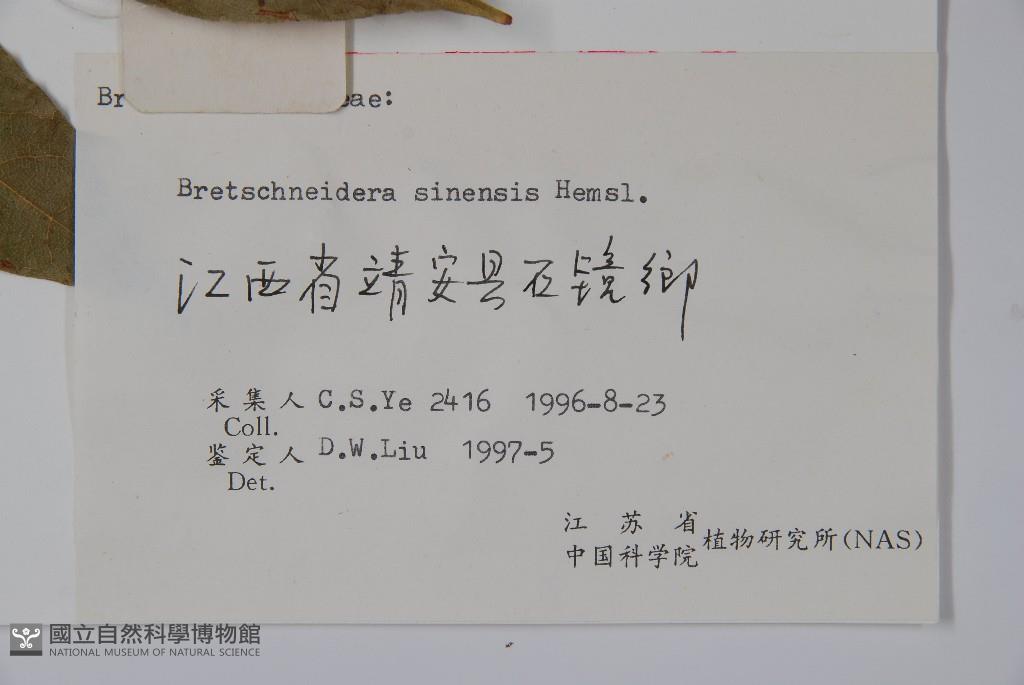 Br eae:
Bretschneidera sinensis Hemsl.
江西省靖安县石镜鄉
采集人 C.S.Ye 2416 1996-8-23
Coll.
鉴定人 D.W.Liu 1997-5
Det.
江苏省
中国科学院 植物研究所(NAS)
國立自然科學博物館
NATIONAL MUSEUM OF NATURAL SCIENCE